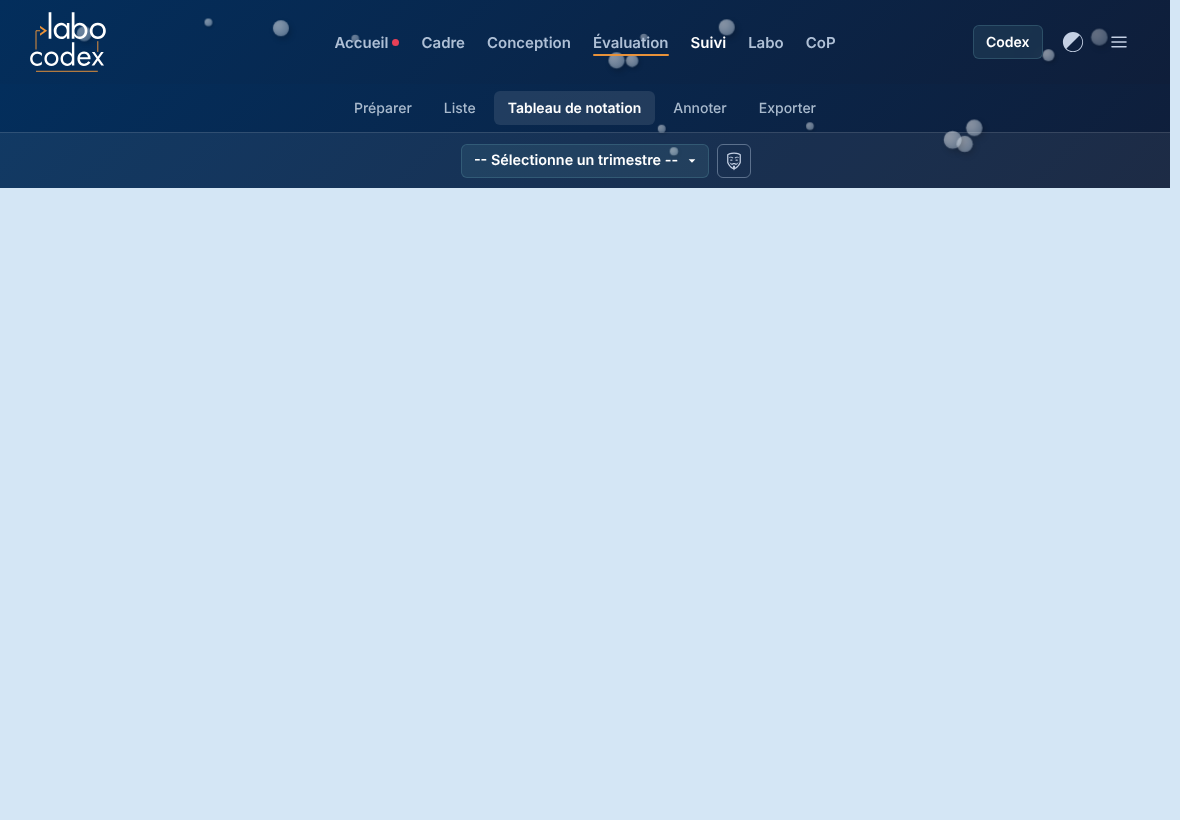 labo
codex
Accueil Cadre Conception Évaluation Suivi Labo CoP Codex
Préparer Liste Tableau de notation Annoter Exporter
-- Sélectionne un trimestre --